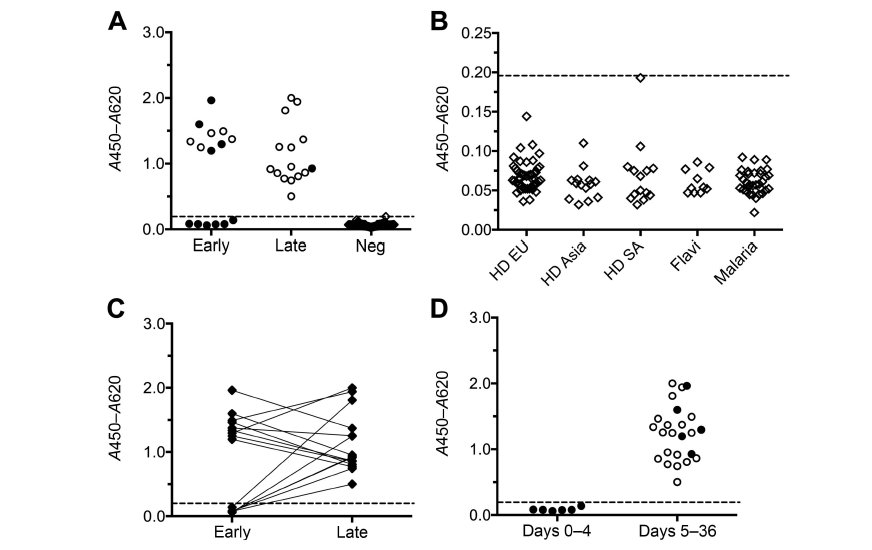 A
A450–A620
3.0
2.0
1.0
0.0
Early
Late
Neg
B
A450–A620
0.25
0.20
0.15
0.10
0.05
0.00
HD EU
HD Asia
HD SA
Flavi
Malaria
C
A450–A620
3.0
2.0
1.0
0.0
Early
Late
D
A450–A620
3.0
2.0
1.0
0.0
Days 0–4
Days 5–36